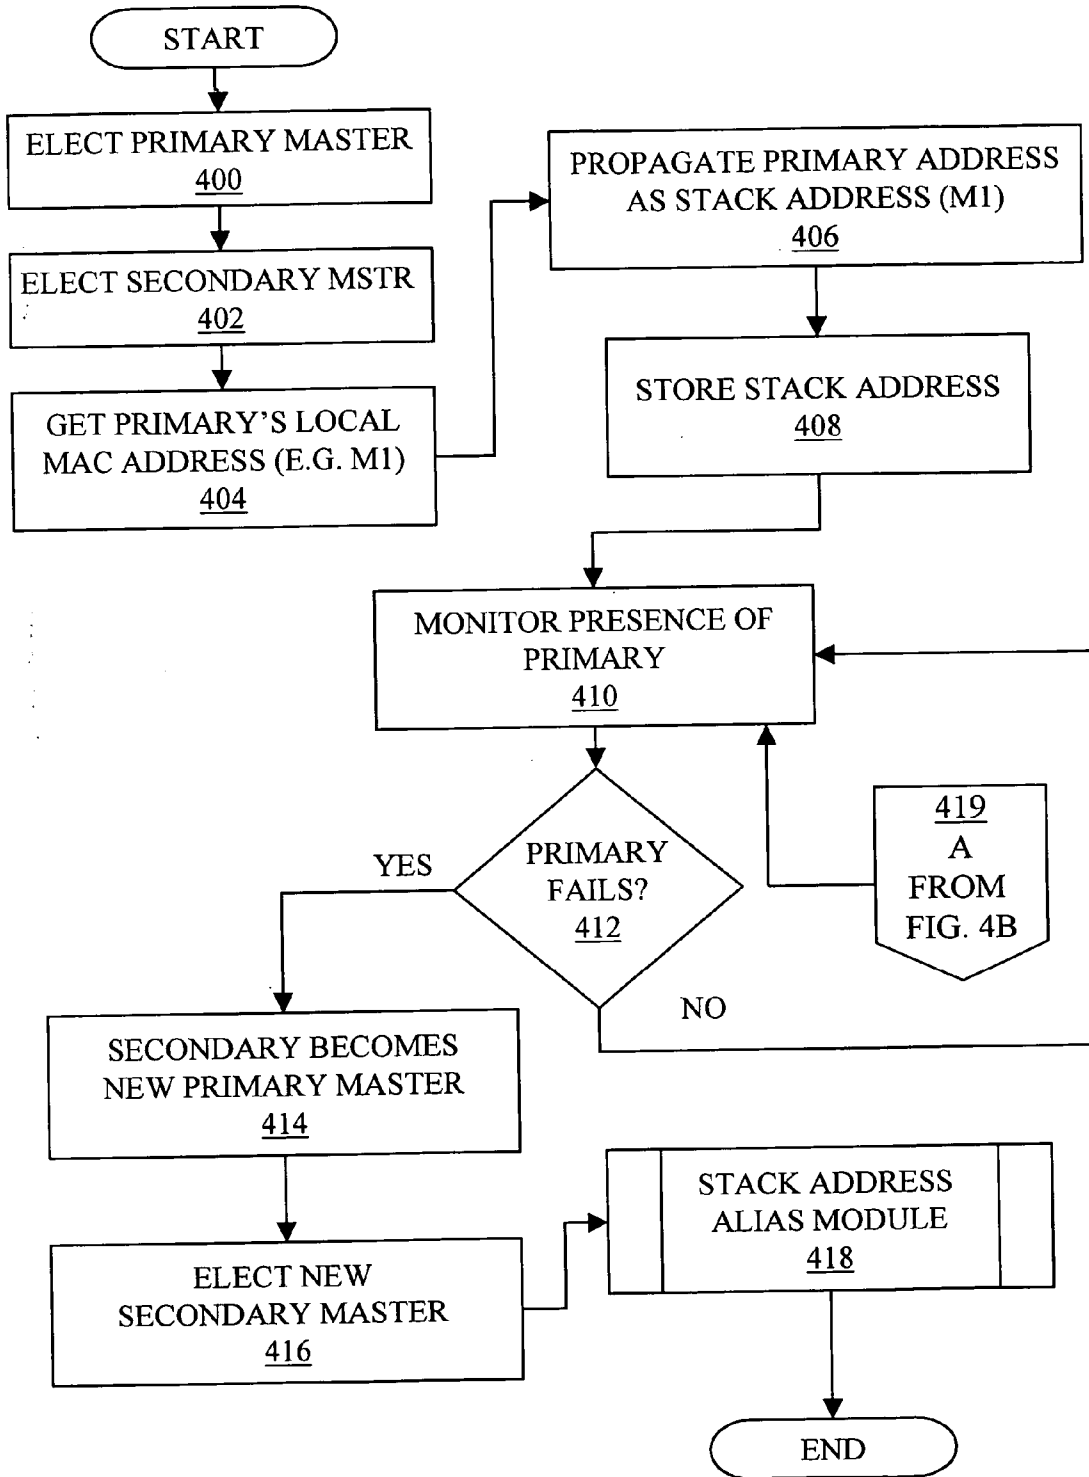 START
ELECT PRIMARY MASTER
400
ELECT SECONDARY MSTR
402
GET PRIMARY'S LOCAL
MAC ADDRESS (E.G. M1)
404
PROPAGATE PRIMARY ADDRESS
AS STACK ADDRESS (M1)
406
STORE STACK ADDRESS
408
MONITOR PRESENCE OF
PRIMARY
410
PRIMARY
FAILS?
412
YES
NO
419
A
FROM
FIG. 4B
SECONDARY BECOMES
NEW PRIMARY MASTER
414
ELECT NEW
SECONDARY MASTER
416
STACK ADDRESS
ALIAS MODULE
418
END